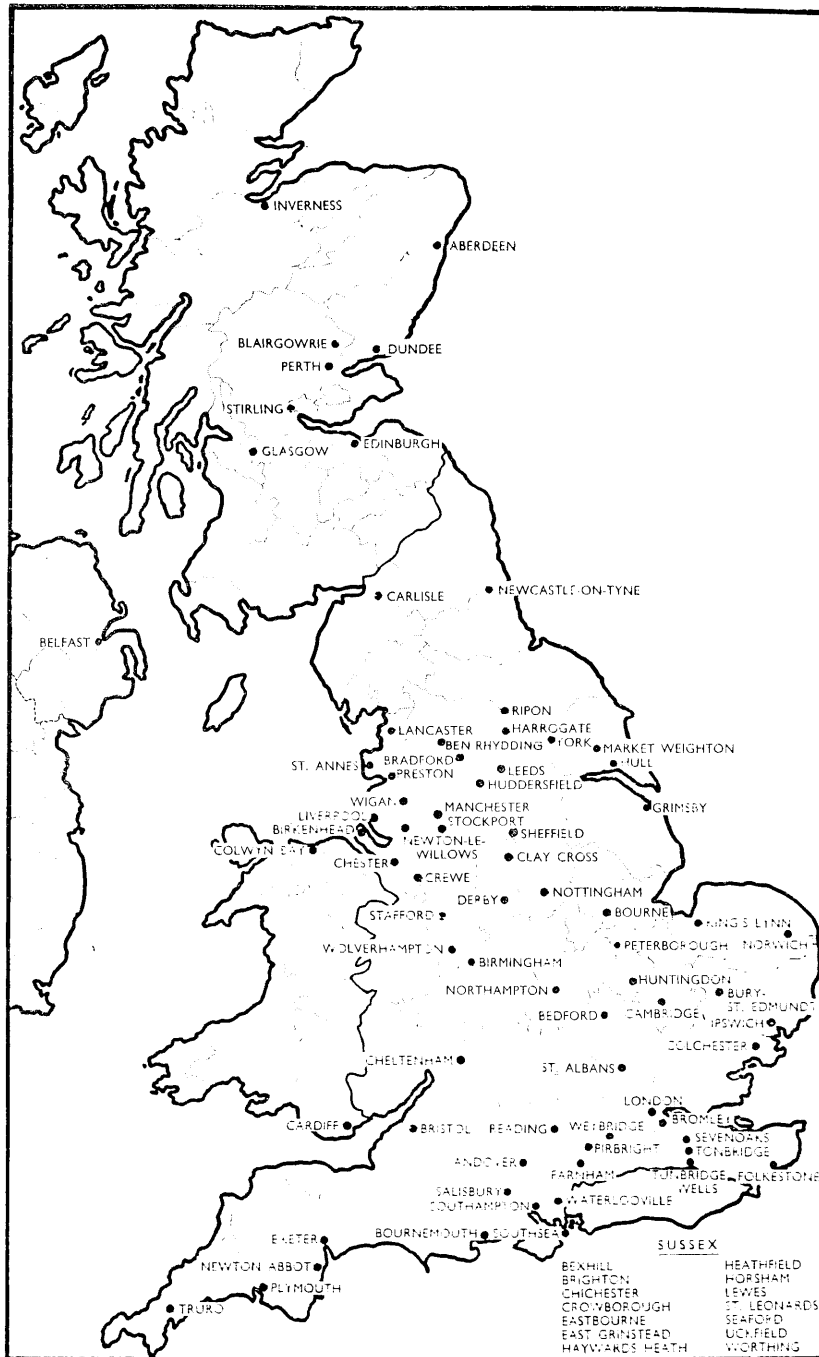 INVERNESS
ABERDEEN
BLAIRGOWRIE
DUNDEE
PERTH
STIRLING
EDINBURGH
GLASGOW
CARLISLE
NEWCASTLE-ON-TYNE
BELFAST
RIPON
LANCASTER
HARROGATE
BEN RHYDDING
YORK
MARKET WEIGHTON
BRADFORD
HULL
ST. ANNES
LEEDS
PRESTON
HUDDERSFIELD
WIGAN
MANCHESTER
GRIMSBY
LIVERPOOL
STOCKPORT
BIRKENHEAD
SHEFFIELD
NEWTON-LE-
WILLOWS
COLWYN BAY
CHESTER
CLAY CROSS
CREWE
DERBY
NOTTINGHAM
STAFFORD
BOURNE
KING'S LYNN
WOLVERHAMPTON
PETERBOROUGH
NORWICH
BIRMINGHAM
HUNTINGDON
NORTHAMPTON
BURY-
ST. EDMUNDS
BEDFORD
CAMBRIDGE
IPSWICH
COLCHESTER
CHELTENHAM
ST. ALBANS
LONDON
CARDIFF
BRISTOL
READING
WEYBRIDGE
BROMLEY
SEVENOAKS
PIRBRIGHT
TONBRIDGE
ANDOVER
FARNHAM
TUNBRIDGE
WELLS
FOLKESTONE
SALISBURY
SOUTHAMPTON
WATERLOOVILLE
EXETER
BOURNEMOUTH
SOUTHSEA
NEWTON ABBOT
PLYMOUTH
TRURO
SUSSEX
BEXHILL
BRIGHTON
CHICHESTER
CROWBOROUGH
EASTBOURNE
EAST GRINSTEAD
HAYWARDS HEATH
HEATHFIELD
HORSHAM
LEWES
ST. LEONARDS
SEAFORD
UCKFIELD
WORTHING